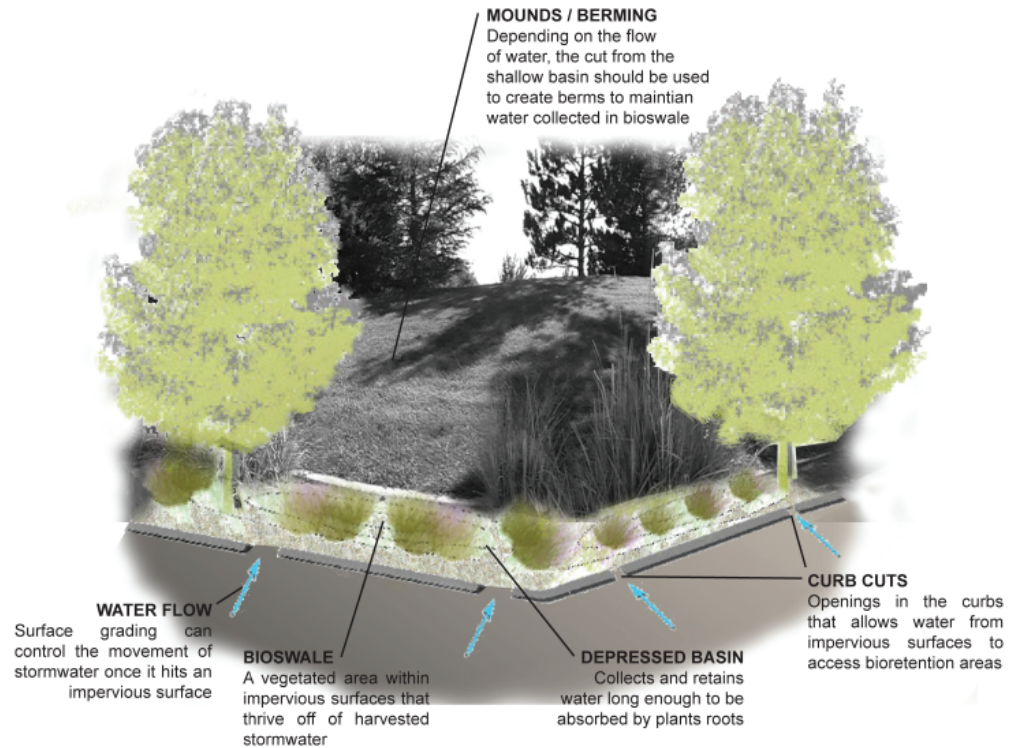 MOUNDS / BERMING
Depending on the flow
of water, the cut from the
shallow basin should be used
to create berms to maintian
water collected in bioswale
WATER FLOW
Surface grading can
control the movement of
stormwater once it hits an
impervious surface
BIOSWALE
A vegetated area within
impervious surfaces that
thrive off of harvested
stormwater
DEPRESSED BASIN
Collects and retains
water long enough to be
absorbed by plants roots
CURB CUTS
Openings in the curbs
that allows water from
impervious surfaces to
access bioretention areas